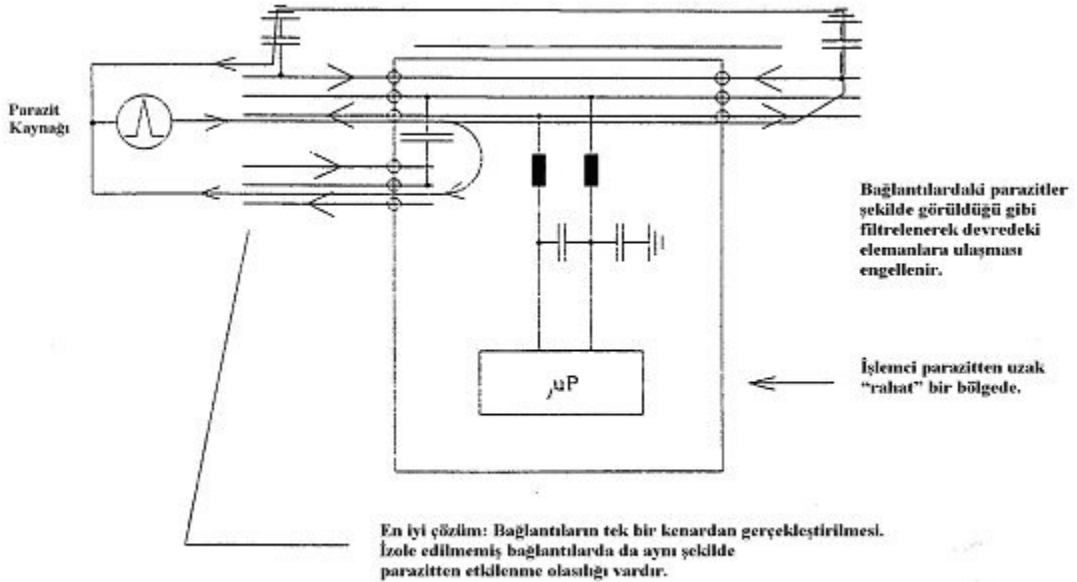 Parazit
Kaynağı
Bağlantılardaki parazitler
şekilde görüldüğü gibi
filtrelenerek devredeki
elemanlara ulaşması
engellenir.
µP
İşlemci parazitten uzak
“rahat” bir bölgede.
En iyi çözüm: Bağlantıların tek bir kenardan gerçekleştirilmesi.
İzole edilmemiş bağlantılarda da aynı şekilde
parazitten etkilenme olasılığı vardır.